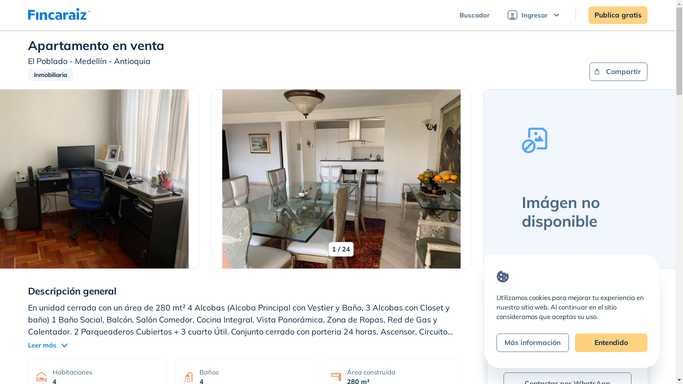 Fincaraiz
Buscador
Ingresar
Publica gratis
Apartamento en venta
El Poblado - Medellín - Antioquia
Inmobiliaria
Compartir
1 / 24
Imágen no
disponible
Descripción general
En unidad cerrada con un área de 280 mt² 4 Alcobas (Alcoba Principal con Vestier y Baño, 3 Alcobas con Closet y
baño) 1 Baño Social, Balcón, Salón Comedor, Cocina Integral, Vista Panorámica, Zona de Ropas, Red de Gas y
Calentador. 2 Parqueaderos Cubiertos + 3 cuarto Útil. Conjunto cerrado con porteria 24 horas, Ascensor, Circuito...
Leer más
Habitaciones
4
Baños
4
Área construida
280 m²
Utilizamos cookies para mejorar tu experiencia en
nuestro sitio web. Al continuar en el sitio
consideramos que aceptas su uso.
Más información
Entendido
Contactar por WhatsApp